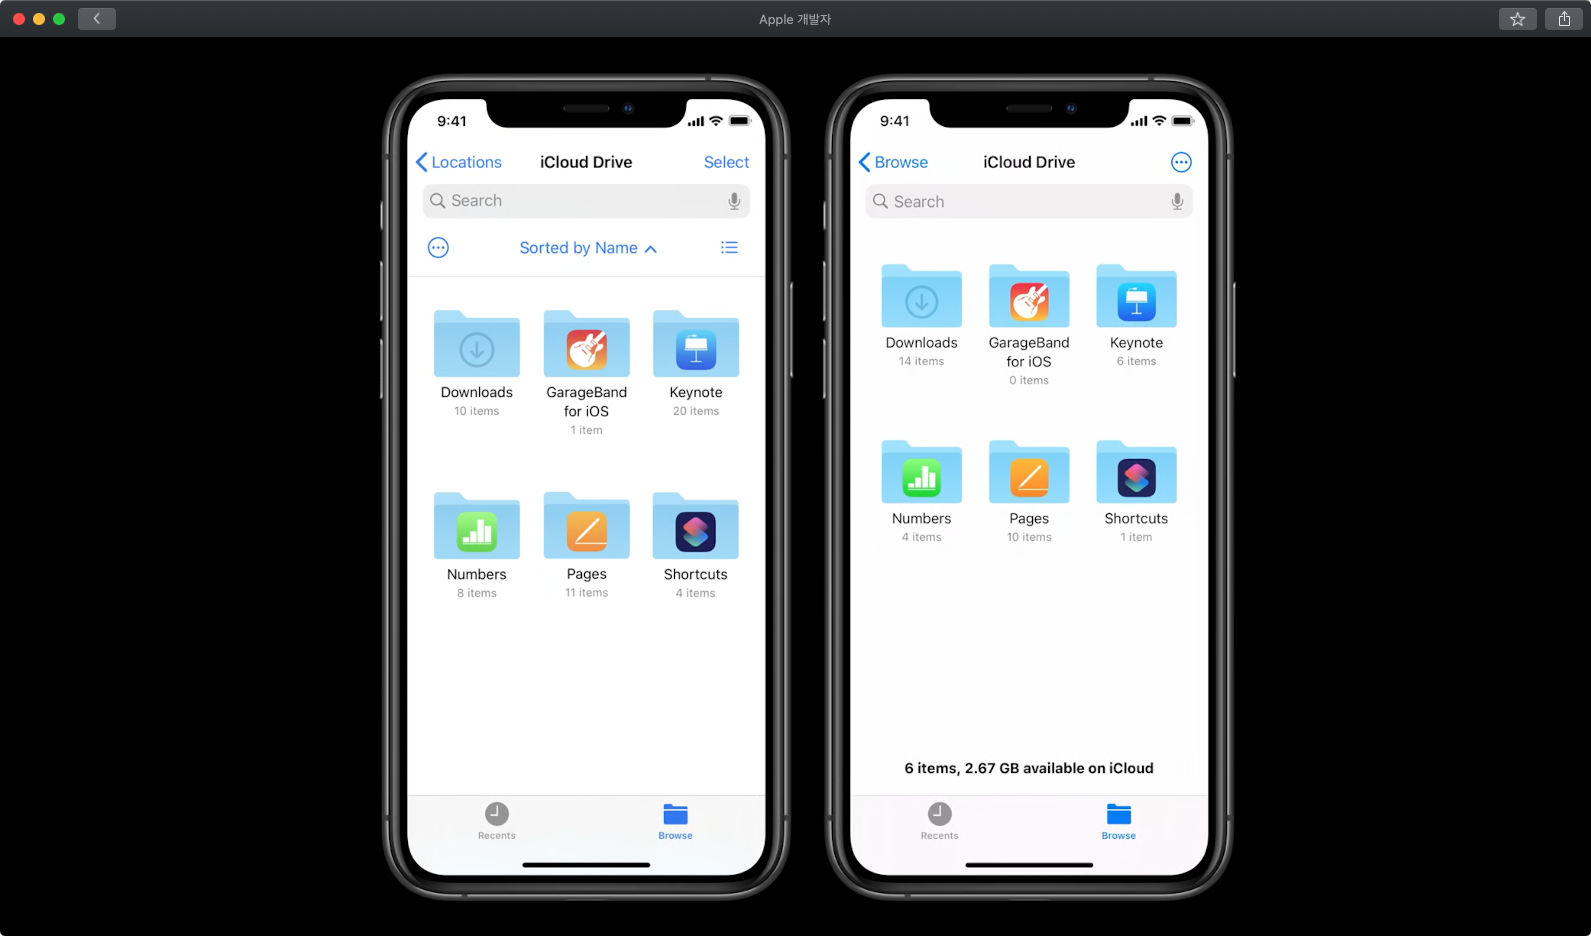 Apple 개발자
9:41
Locations
iCloud Drive
Select
Search
Sorted by Name
Downloads
10 items
GarageBand
for iOS
1 item
Keynote
20 items
Numbers
8 items
Pages
11 items
Shortcuts
4 items
Recents
Browse
9:41
Browse
iCloud Drive
Search
Downloads
14 items
GarageBand
for iOS
0 items
Keynote
6 items
Numbers
4 items
Pages
10 items
Shortcuts
1 item
6 items, 2.67 GB available on iCloud
Recents
Browse